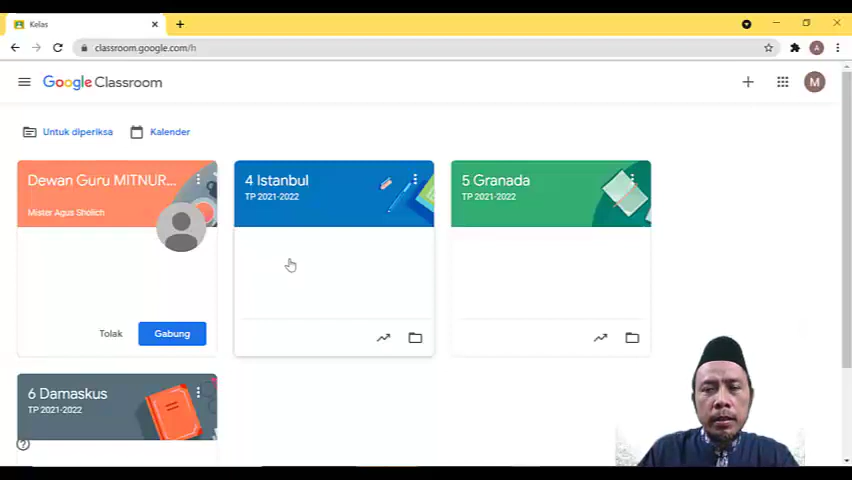 Kelas
classroom.google.com/h
A
Google Classroom
M
Untuk diperiksa
Kalender
Dewan Guru MITNUR...
Mister Agus Sholich
Tolak
Gabung
4 Istanbul
TP 2021-2022
5 Granada
TP 2021-2022
6 Damaskus
TP 2021-2022